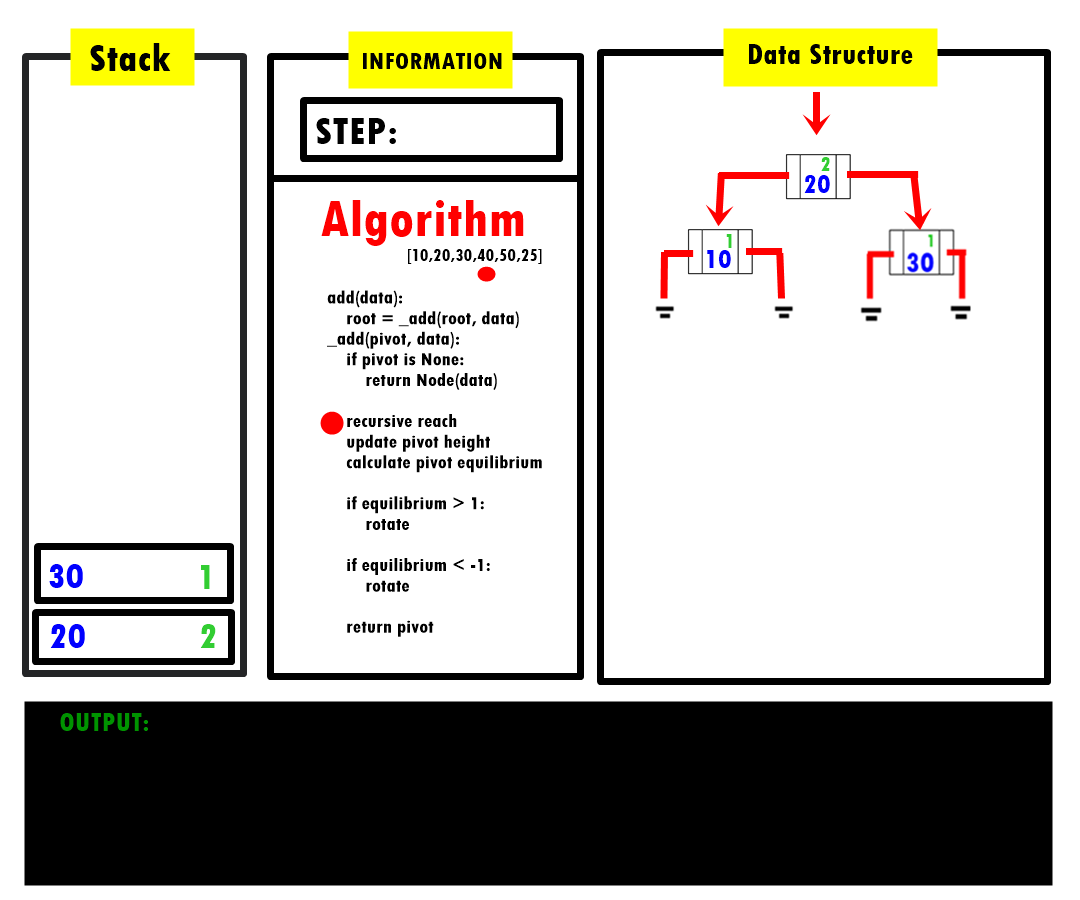 Stack
30 1
20 2
INFORMATION
STEP:
Algorithm
[10,20,30,40,50,25]
add(data):
root = _add(root, data)
_add(pivot, data):
if pivot is None:
return Node(data)
recursive reach
update pivot height
calculate pivot equilibrium
if equilibrium > 1:
rotate
if equilibrium < -1:
rotate
return pivot
Data Structure
2
20
1
10
1
30
OUTPUT: